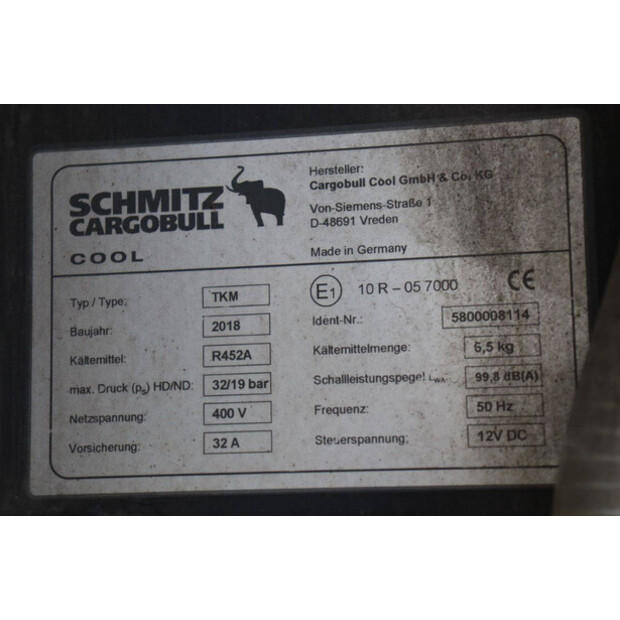 SCHMITZ
CARGOBULL
COOL
Hersteller:
Cargobull Cool GmbH & Co. KG
Von-Siemens-Straße 1
D-48691 Vreden
Made in Germany
E1 10 R – 05 7000 CE
Typ / Type: TKM
Ident-Nr.: 5800008114
Baujahr: 2018
Kältemittel: R452A
Kältemittelmenge: 6,5 kg
max. Druck (ps) HD/ND: 32/19 bar
Schallleistungspegel LWA: 99,8 dB(A)
Netzspannung: 400 V
Frequenz: 50 Hz
Vorsicherung: 32 A
Steuerspannung: 12V DC